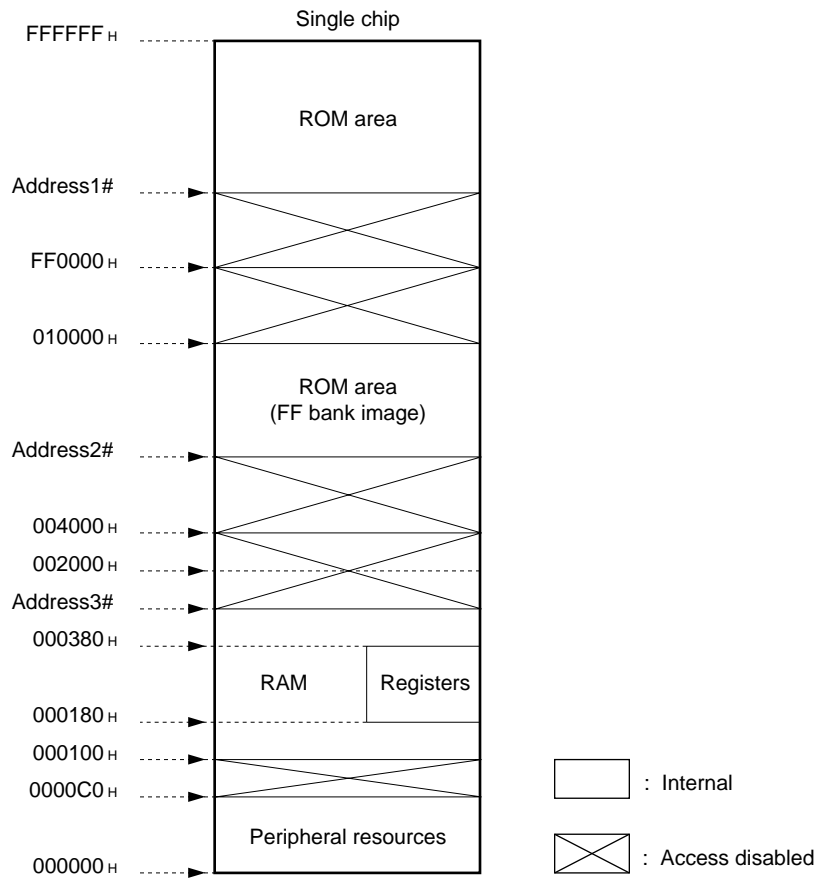 Single chip
FFFFFF H
ROM area
Address1#
FF0000 H
010000 H
ROM area
(FF bank image)
Address2#
004000 H
002000 H
Address3#
000380 H
RAM
Registers
000180 H
000100 H
0000C0 H
: Internal
Peripheral resources
: Access disabled
000000 H